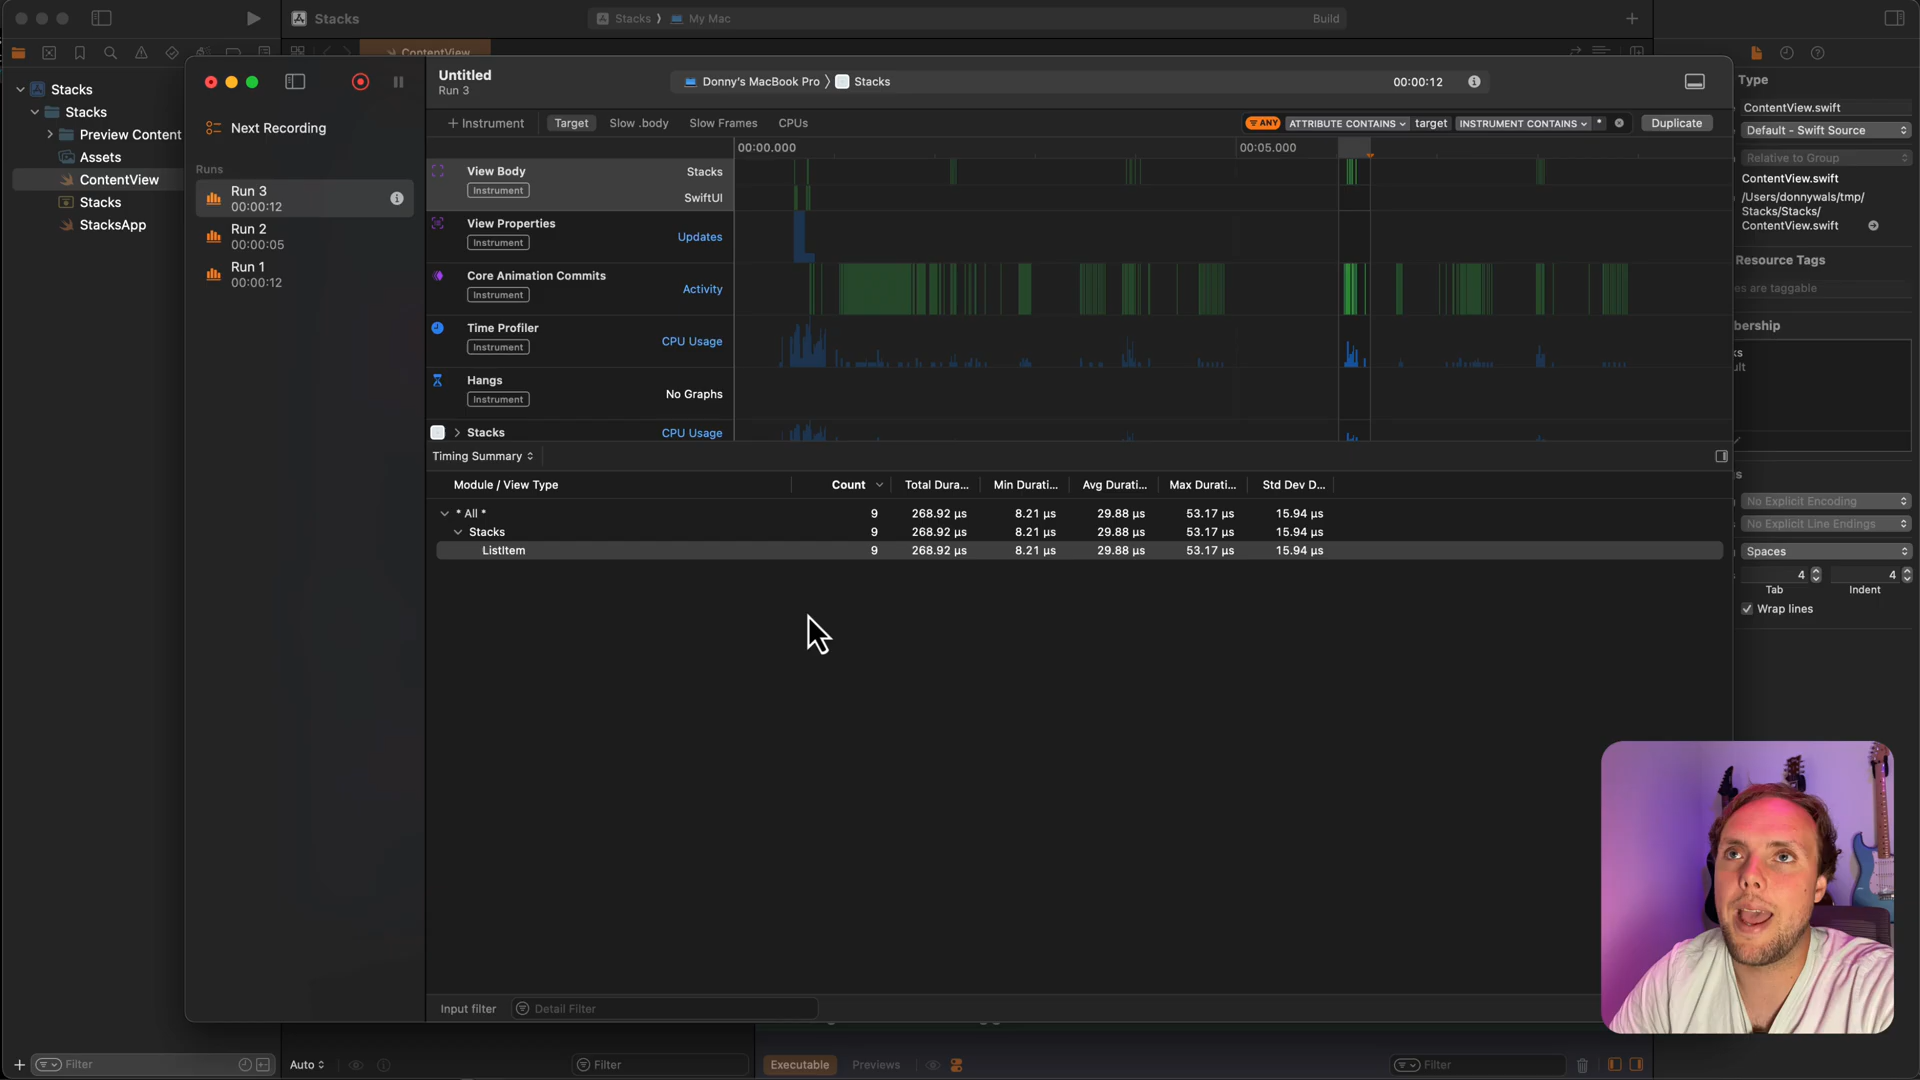 Stacks
Stacks 〉 My Mac
Build
ContentView
Stacks
Stacks
Preview Content
Assets
ContentView
Stacks
StacksApp
Next Recording
Runs
Run 3
00:00:12
Run 2
00:00:05
Run 1
00:00:12
Untitled
Run 3
Donny's MacBook Pro 〉 Stacks
00:00:12
+ Instrument
Target
Slow .body
Slow Frames
CPUs
ANY ATTRIBUTE CONTAINS target INSTRUMENT CONTAINS *
Duplicate
00:00.000
00:05.000
View Body
Instrument
Stacks
SwiftUI
View Properties
Instrument
Updates
Core Animation Commits
Instrument
Activity
Time Profiler
Instrument
CPU Usage
Hangs
Instrument
No Graphs
Stacks
CPU Usage
Timing Summary
Module / View Type Count Total Dura... Min Durati... Avg Durati... Max Durati... Std Dev D...
* All * 9 268.92 µs 8.21 µs 29.88 µs 53.17 µs 15.94 µs
Stacks 9 268.92 µs 8.21 µs 29.88 µs 53.17 µs 15.94 µs
ListItem 9 268.92 µs 8.21 µs 29.88 µs 53.17 µs 15.94 µs
Input filter
Detail Filter
Type
ContentView.swift
Default - Swift Source
Relative to Group
ContentView.swift
/Users/donnywals/tmp/
Stacks/Stacks/
ContentView.swift
Resource Tags
es are taggable
bership
ks
ult
s
No Explicit Encoding
No Explicit Line Endings
Spaces
4
4
Tab
Indent
Wrap lines
Filter
Auto
Filter
Executable
Previews
Filter